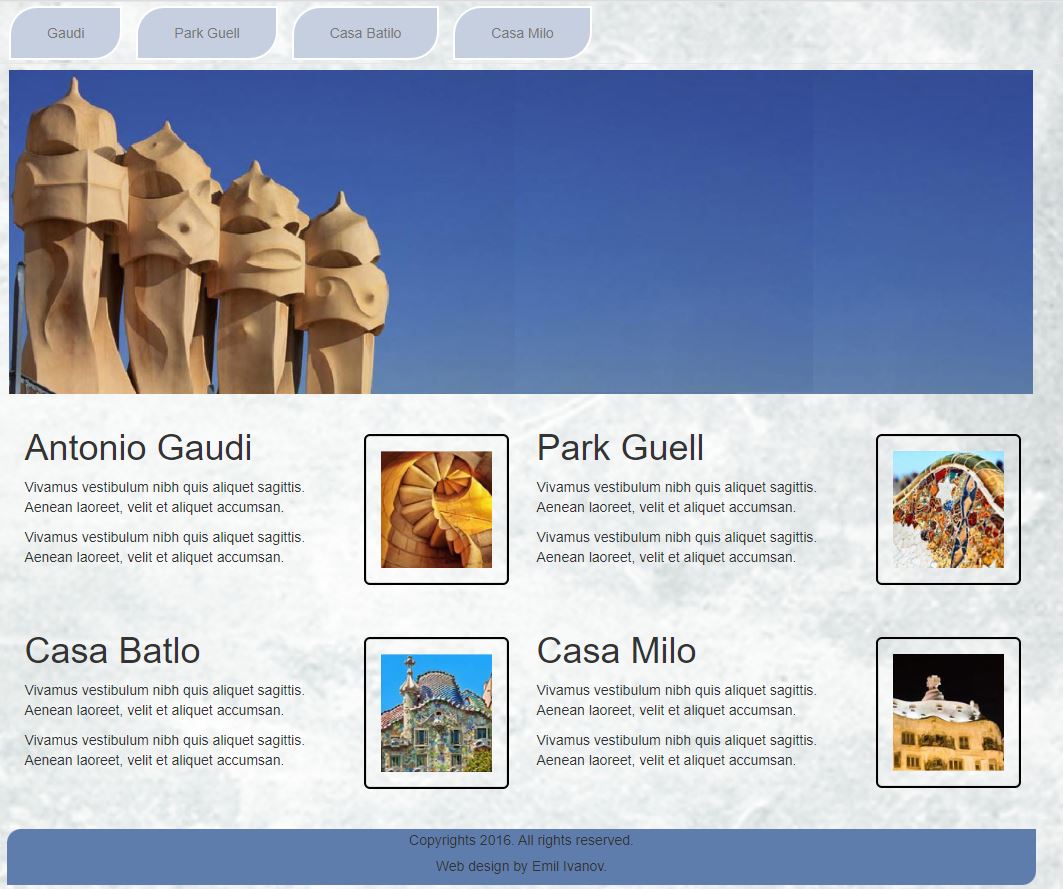 Gaudi
Park Guell
Casa Batilo
Casa Milo
Antonio Gaudi
Vivamus vestibulum nibh quis aliquet sagittis.
Aenean laoreet, velit et aliquet accumsan.
Vivamus vestibulum nibh quis aliquet sagittis.
Aenean laoreet, velit et aliquet accumsan.
Park Guell
Vivamus vestibulum nibh quis aliquet sagittis.
Aenean laoreet, velit et aliquet accumsan.
Vivamus vestibulum nibh quis aliquet sagittis.
Aenean laoreet, velit et aliquet accumsan.
Casa Batlo
Vivamus vestibulum nibh quis aliquet sagittis.
Aenean laoreet, velit et aliquet accumsan.
Vivamus vestibulum nibh quis aliquet sagittis.
Aenean laoreet, velit et aliquet accumsan.
Casa Milo
Vivamus vestibulum nibh quis aliquet sagittis.
Aenean laoreet, velit et aliquet accumsan.
Vivamus vestibulum nibh quis aliquet sagittis.
Aenean laoreet, velit et aliquet accumsan.
Copyrights 2016. All rights reserved.
Web design by Emil Ivanov.